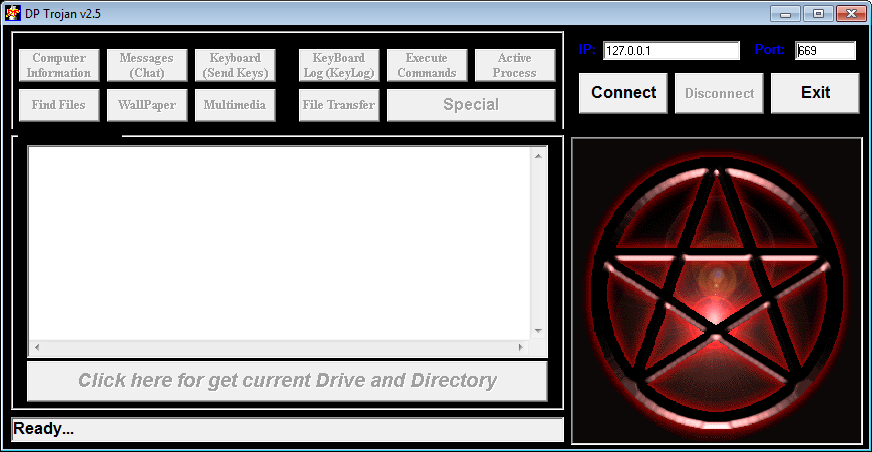 DP Trojan v2.5
Computer
Information
Messages
(Chat)
Keyboard
(Send Keys)
KeyBoard
Log (KeyLog)
Execute
Commands
Active
Process
Find Files
WallPaper
Multimedia
File Transfer
Special
IP:
127.0.0.1
Port:
669
Connect
Disconnect
Exit
Click here for get current Drive and Directory
Ready...